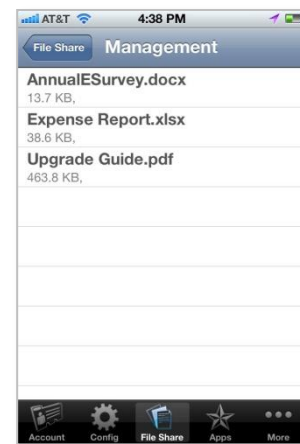 AT&T 4:38 PM
File Share Management
AnnualESurvey.docx
13.7 KB,
Expense Report.xlsx
38.6 KB,
Upgrade Guide.pdf
463.8 KB,
Account Config File Share Apps More